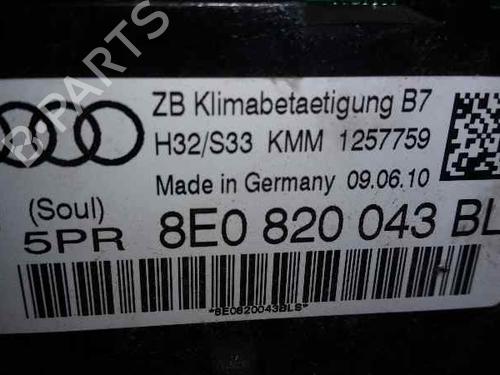 ZB Klimabetaetigung B7
H32/S33 KMM 1257759
Made in Germany 09.06.10
(Soul)
5PR 8E0 820 043 BL
*8E0820043BLS*
B-PARTS